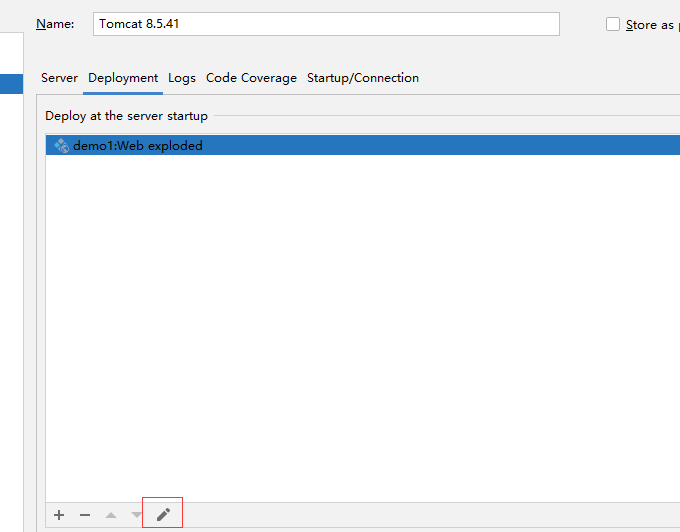 Name: Tomcat 8.5.41 Store as p
Server Deployment Logs Code Coverage Startup/Connection
Deploy at the server startup
demo1:Web exploded